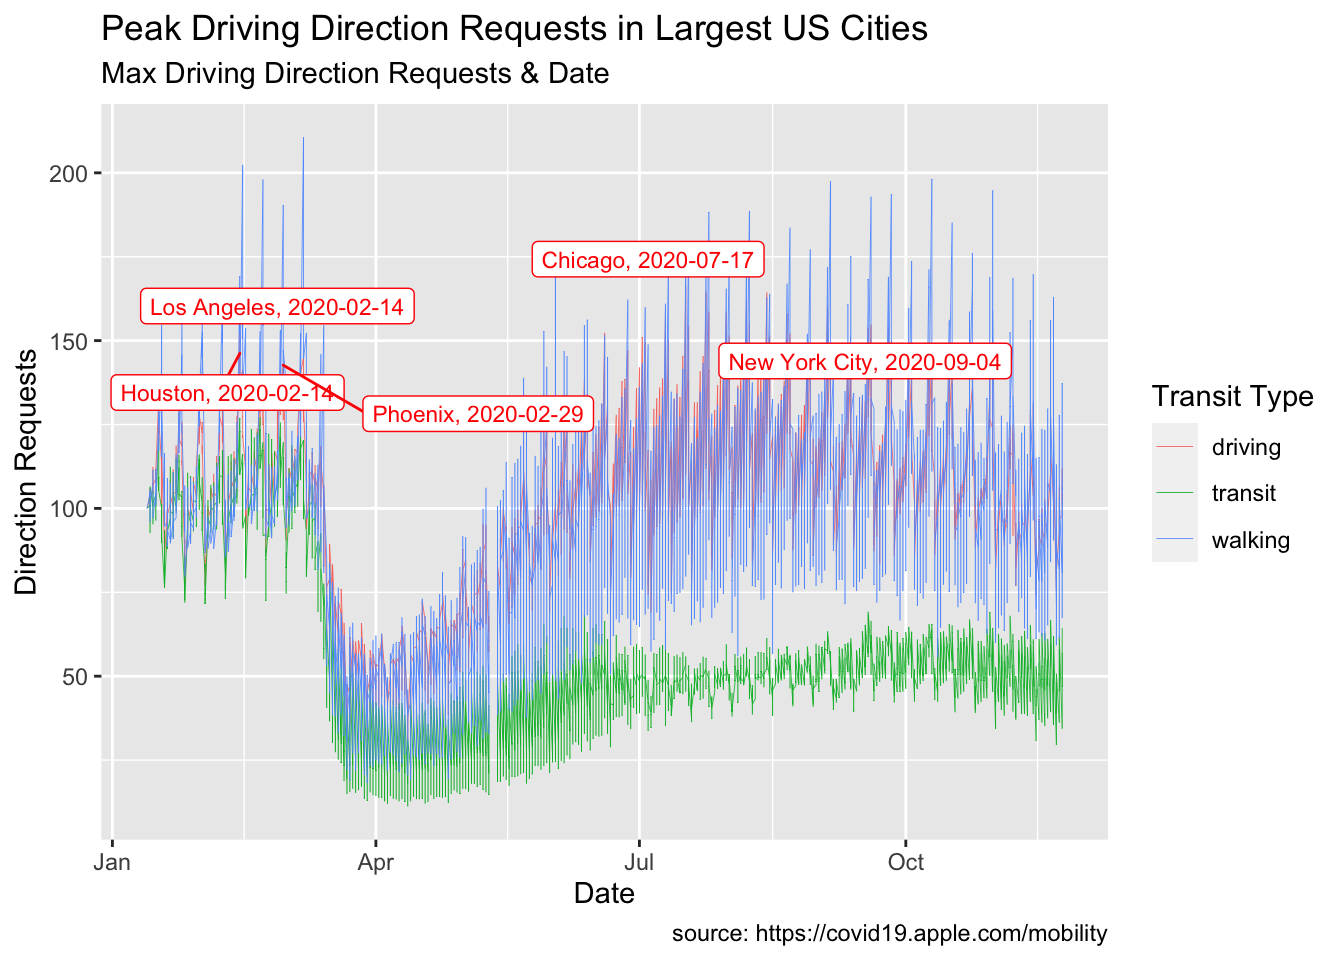 Peak Driving Direction Requests in Largest US Cities
Max Driving Direction Requests & Date
Direction Requests
200
150
100
50
Chicago, 2020-07-17
Los Angeles, 2020-02-14
New York City, 2020-09-04
Houston, 2020-02-14
Phoenix, 2020-02-29
Jan
Apr
Jul
Oct
Date
Transit Type
driving
transit
walking
source: https://covid19.apple.com/mobility